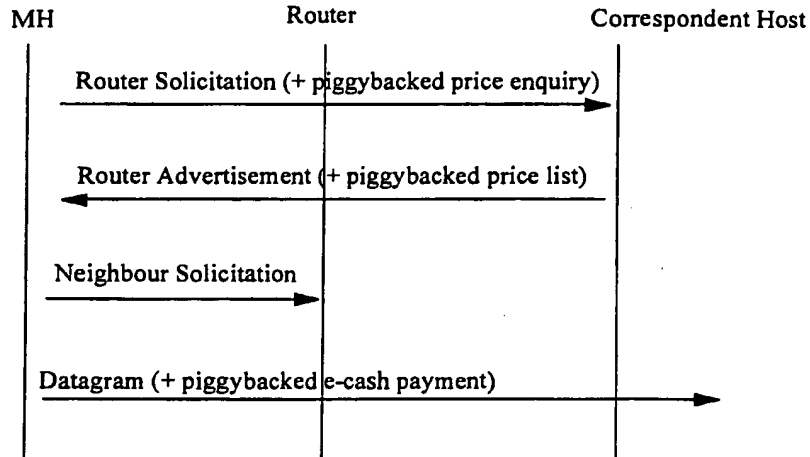 MH
Router
Correspondent Host
Router Solicitation (+ piggybacked price enquiry)
Router Advertisement (+ piggybacked price list)
Neighbour Solicitation
Datagram (+ piggybacked e-cash payment)